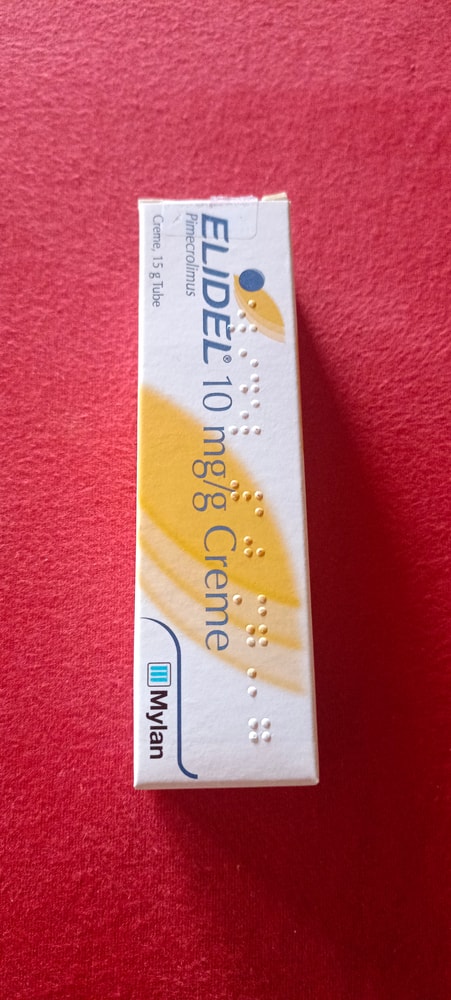 ELIDEL® 10 mg/g Creme
Pimecrolimus
Creme, 15 g Tube
Mylan